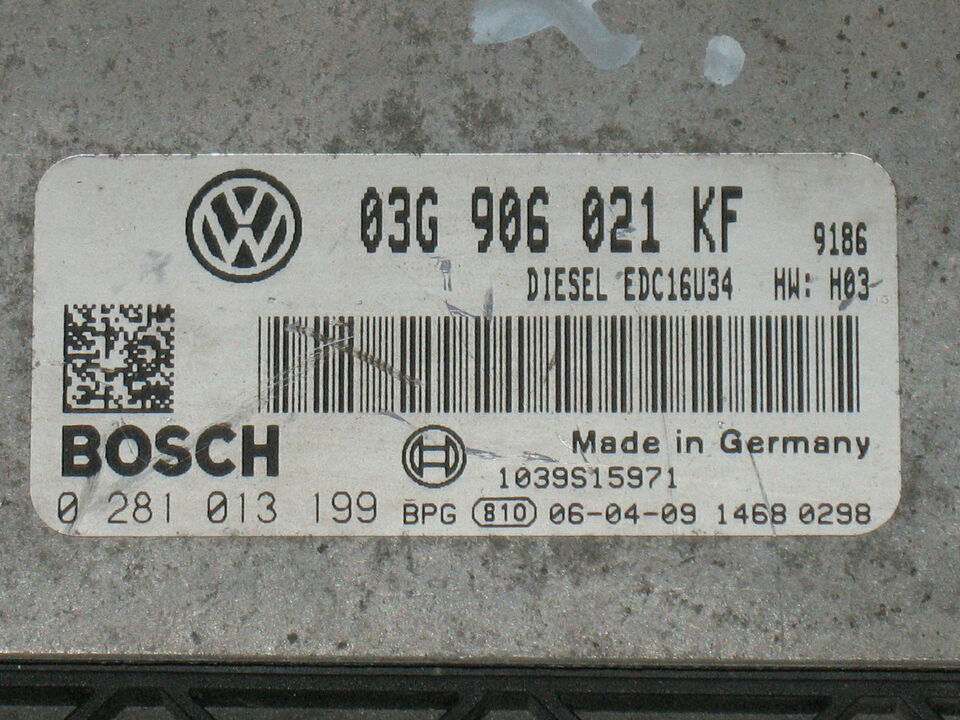 03G 906 021 KF 9186
DIESEL EDC16U34 HW: H03
BOSCH
Made in Germany
1039S15971
0 281 013 199 BPG 810 06-04-09 1468 0298